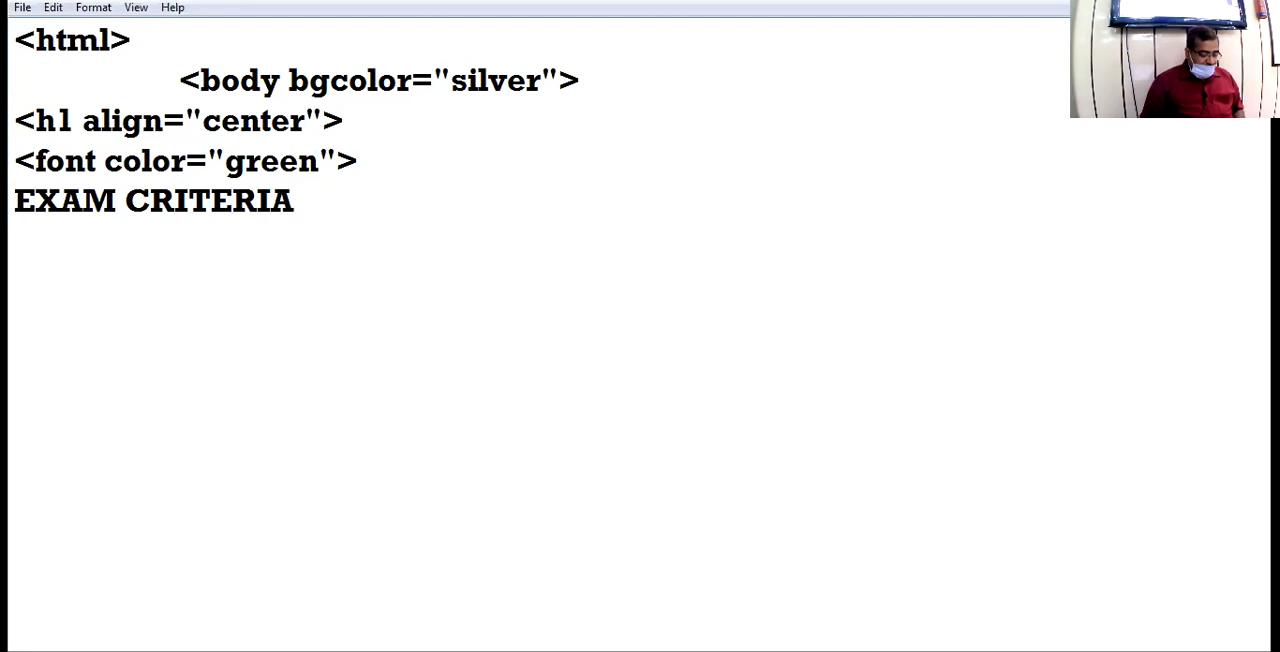 File Edit Format View Help
<html>
<body bgcolor="silver">
<h1 align="center">
<font color="green">
EXAM CRITERIA